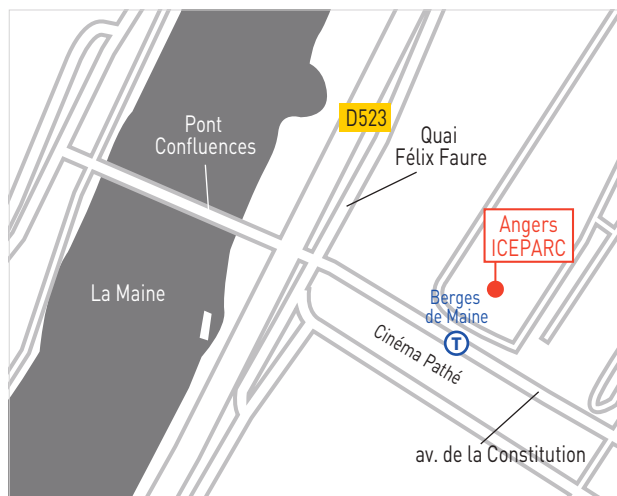 D523
Pont
Confluences
Quai
Félix Faure
Angers
ICEPARC
La Maine
Berges
de Maine
T
Cinéma Pathé
av. de la Constitution